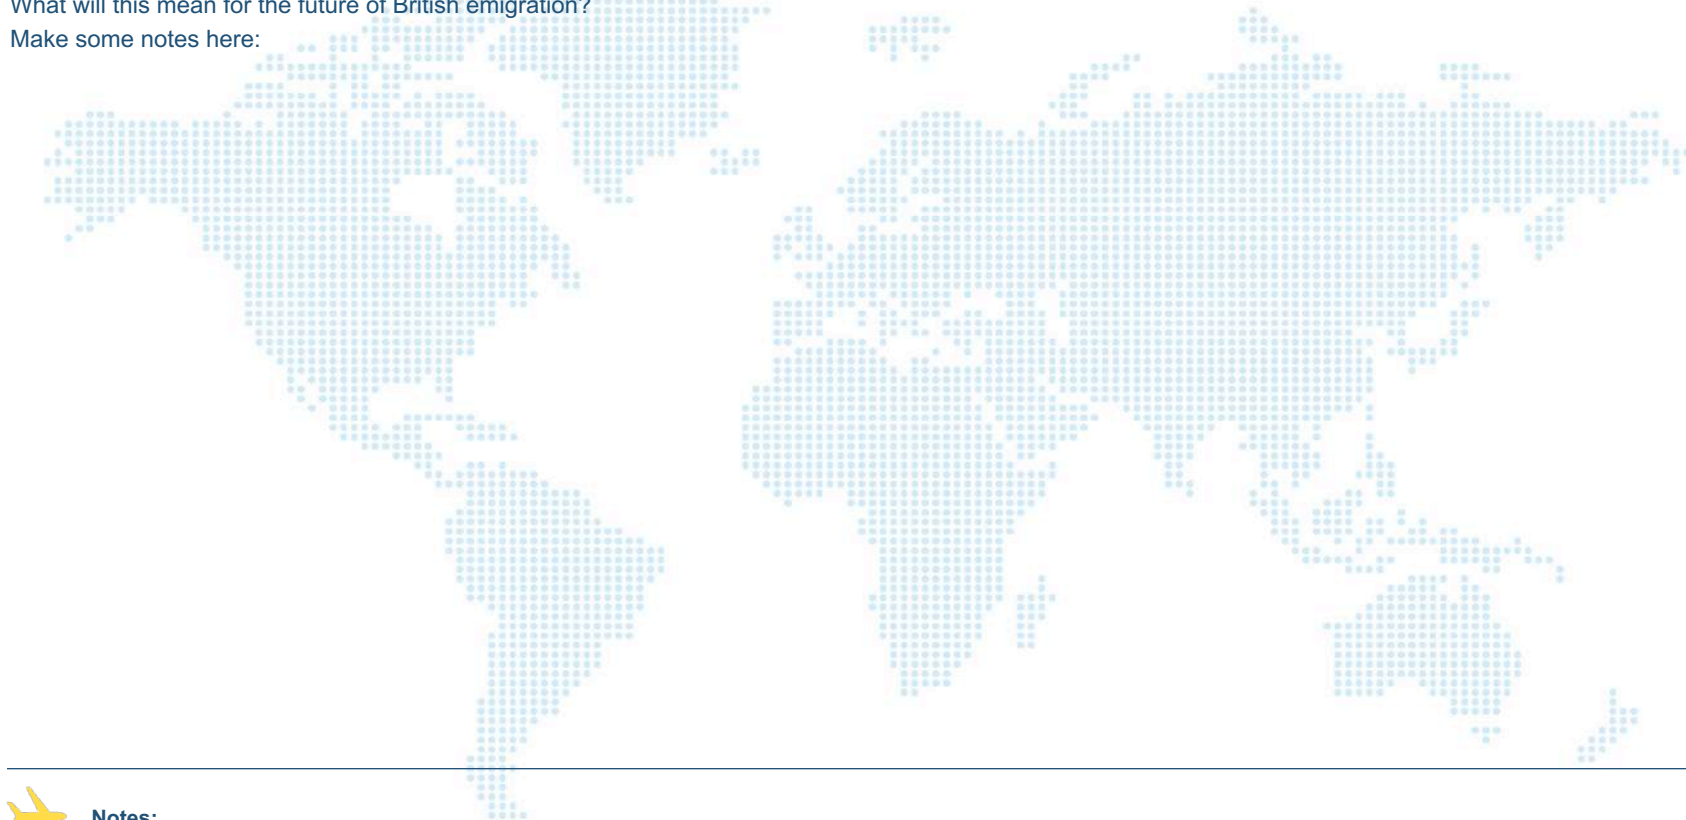 What will this mean for the future of British emigration?
Make some notes here:
Notes: